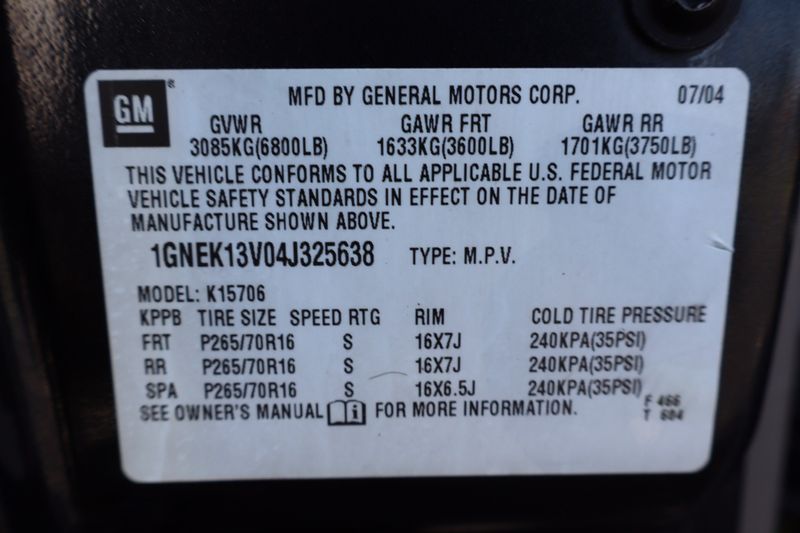 GM
MFD BY GENERAL MOTORS CORP. 07/04
GVWR GAWR FRT GAWR RR
3085KG(6800LB) 1633KG(3600LB) 1701KG(3750LB)
THIS VEHICLE CONFORMS TO ALL APPLICABLE U.S. FEDERAL MOTOR
VEHICLE SAFETY STANDARDS IN EFFECT ON THE DATE OF
MANUFACTURE SHOWN ABOVE.
1GNEK13V04J325638 TYPE: M.P.V.
MODEL: K15706
KPPB TIRE SIZE SPEED RTG RIM COLD TIRE PRESSURE
FRT P265/70R16 S 16X7J 240KPA(35PSI)
RR P265/70R16 S 16X7J 240KPA(35PSI)
SPA P265/70R16 S 16X6.5J 240KPA(35PSI)
SEE OWNER'S MANUAL i FOR MORE INFORMATION.
F 466
T 604